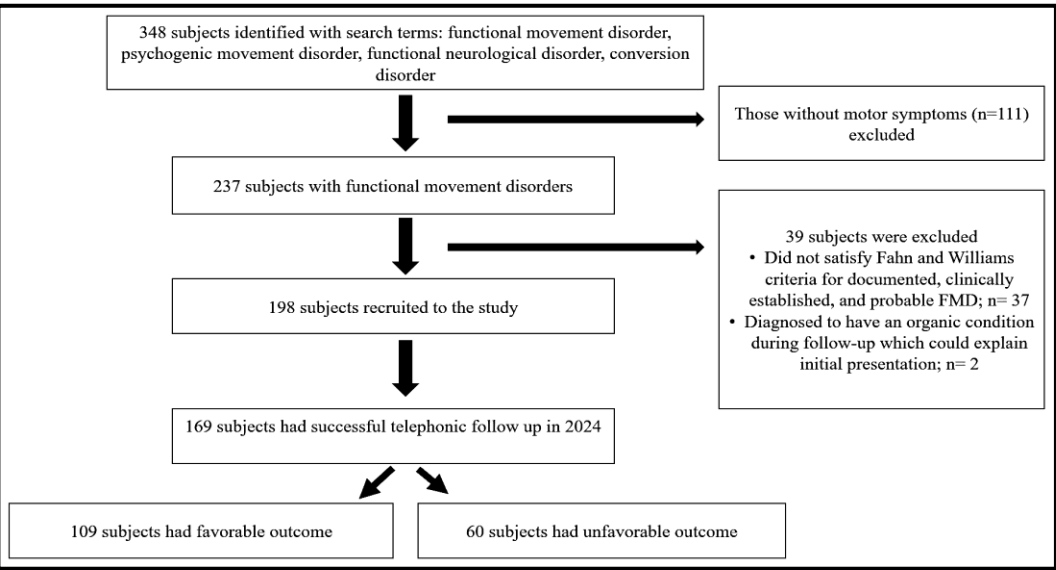 348 subjects identified with search terms: functional movement disorder,
psychogenic movement disorder, functional neurological disorder, conversion
disorder
Those without motor symptoms (n=111)
excluded
237 subjects with functional movement disorders
39 subjects were excluded
• Did not satisfy Fahn and Williams
criteria for documented, clinically
established, and probable FMD; n= 37
• Diagnosed to have an organic condition
during follow-up which could explain
initial presentation; n= 2
198 subjects recruited to the study
169 subjects had successful telephonic follow up in 2024
109 subjects had favorable outcome
60 subjects had unfavorable outcome